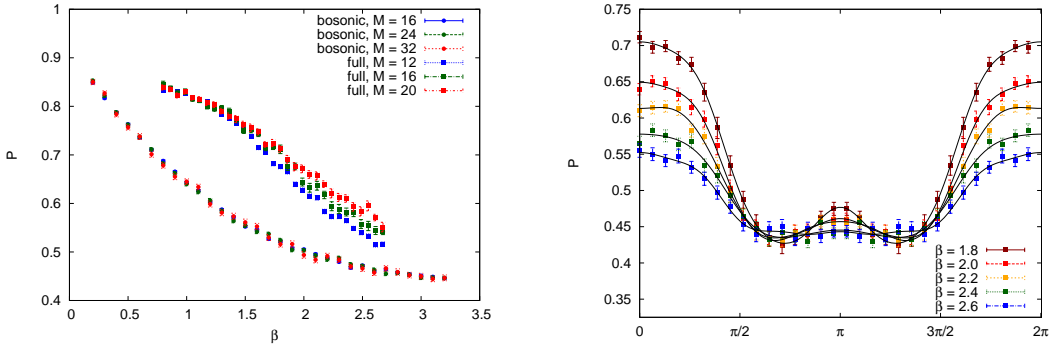 bosonic, M = 16
bosonic, M = 24
bosonic, M = 32
full, M = 12
full, M = 16
full, M = 20
P
1
0.9
0.8
0.7
0.6
0.5
0.4
0 0.5 1 1.5 2 2.5 3 3.5
β
P
0.75
0.7
0.65
0.6
0.55
0.5
0.45
0.4
0.35
β = 1.8
β = 2.0
β = 2.2
β = 2.4
β = 2.6
0 π/2 π 3π/2 2π